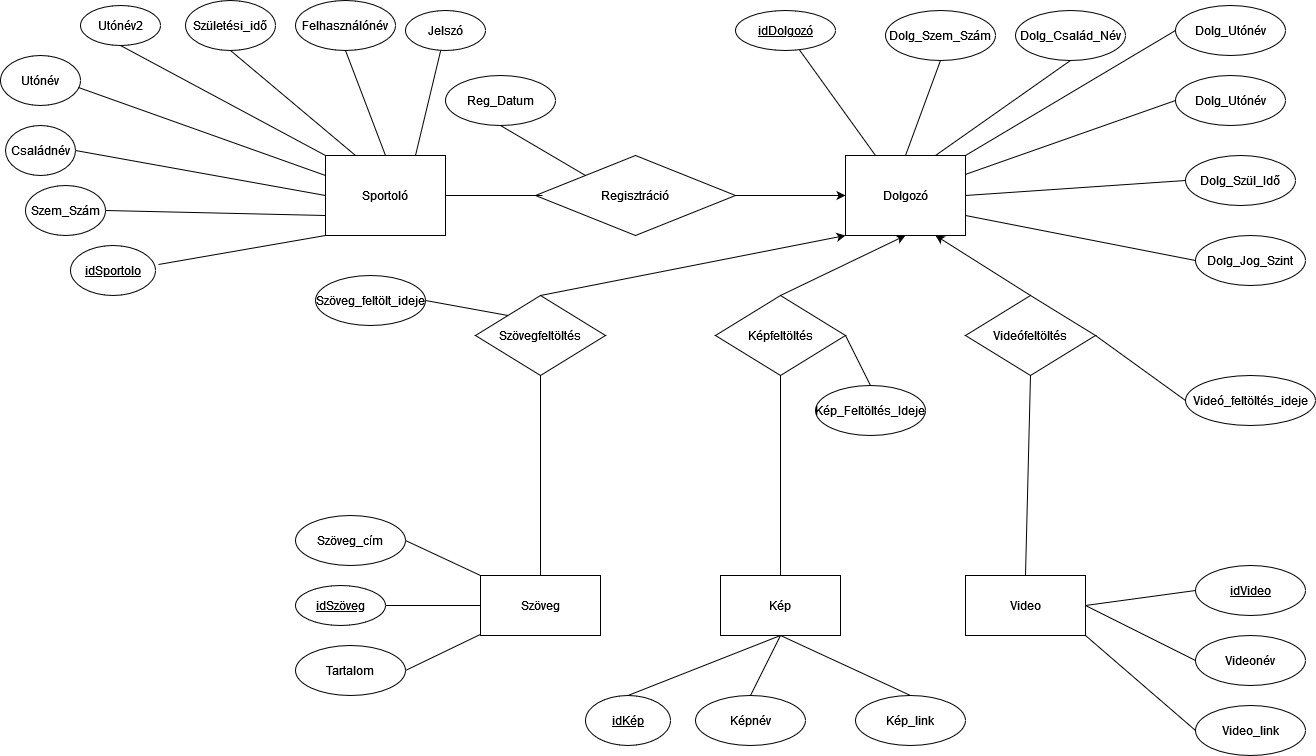 Utónév2
Születési_idő
Felhasználónév
Jelszó
idDolgozó
Dolg_Szem_Szám
Dolg_Család_Név
Dolg_Utónév
Utónév
Reg_Datum
Dolg_Utónév
Családnév
Sportoló
Regisztráció
Dolgozó
Dolg_Szül_Idő
Szem_Szám
idSportolo
Dolg_Jog_Szint
Szöveg_feltölt_ideje
Szövegfeltöltés
Képfeltöltés
Videófeltöltés
Kép_Feltöltés_Ideje
Videó_feltöltés_ideje
Szöveg_cím
idSzöveg
Szöveg
Kép
Video
idVideo
Tartalom
Videonév
idKép
Képnév
Kép_link
Video_link